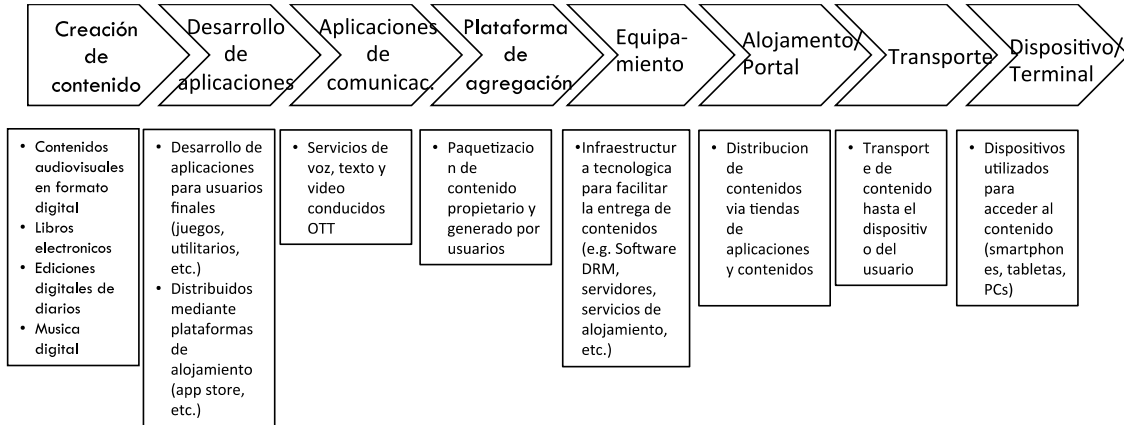 Creación
de
contenido
Desarrollo
de
aplicaciones
Aplicaciones
de
comunicac.
Plataforma
de
agregación
Equipa-
miento
Alojamento/
Portal
Transporte
Dispositivo/
Terminal
• Contenidos
audiovisuales
en formato
digital
• Libros
electronicos
• Ediciones
digitales de
diarios
• Musica
digital
• Desarrollo de
aplicaciones
para usuarios
finales
(juegos,
utilitarios,
etc.)
• Distribuidos
mediante
plataformas
de
alojamiento
(app store,
etc.)
• Servicios de
voz, texto y
video
conducidos
OTT
• Paquetizacio
n de
contenido
propietario y
generado por
usuarios
•Infraestructur
a tecnologica
para facilitar
la entrega de
contenidos
(e.g. Software
DRM,
servidores,
servicios de
alojamiento,
etc.)
• Distribucion
de
contenidos
via tiendas
de
aplicaciones
y contenidos
• Transport
e de
contenido
hasta el
dispositiv
o del
usuario
• Dispositivos
utilizados
para
acceder al
contenido
(smartphon
es, tabletas,
PCs)